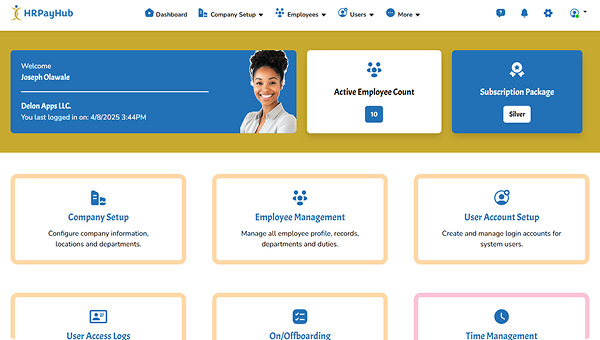 HRPayHub
Dashboard
Company Setup
Employees
Users
More
Welcome
Joseph Olawale
Delon Apps LLC.
You last logged in on: 4/8/2025 3:44PM
Active Employee Count
10
Subscription Package
Silver
Company Setup
Configure company information,
locations and departments.
Employee Management
Manage all employee profile, records,
departments and duties.
User Account Setup
Create and manage login accounts for
system users.
User Access Logs
On/Offboarding
Time Management